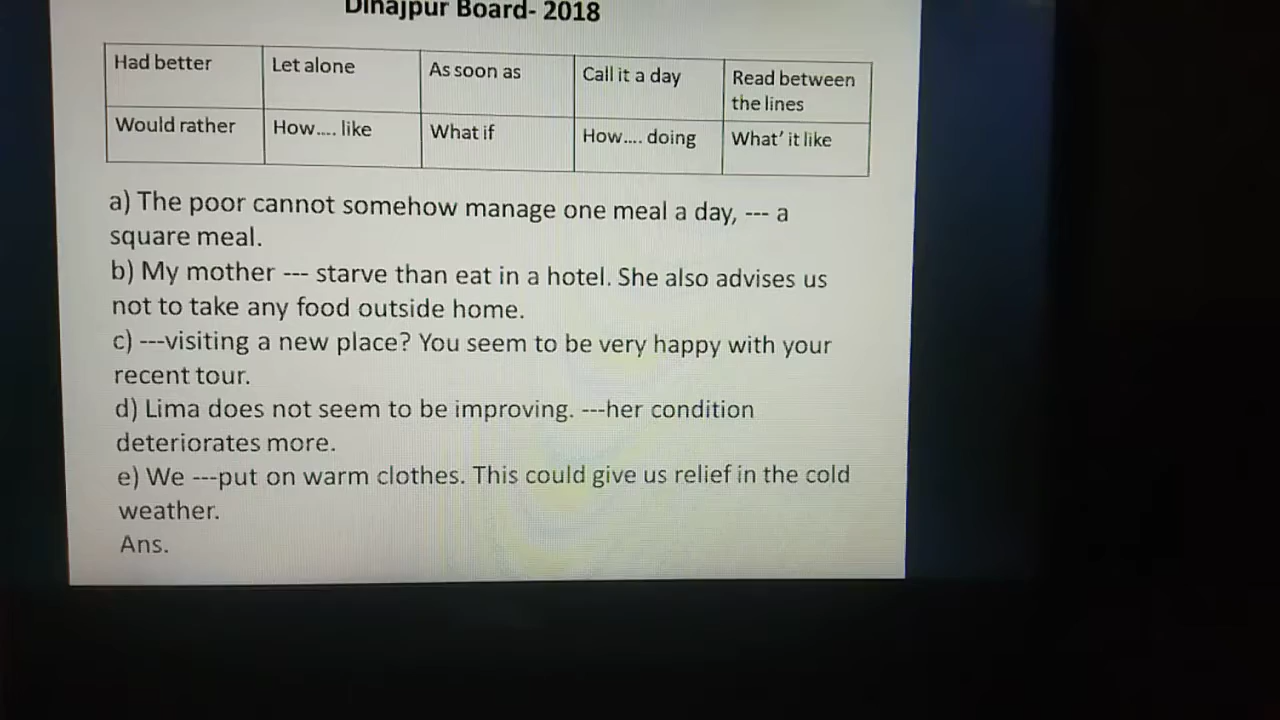 Dinajpur Board- 2018
Had better Let alone As soon as Call it a day Read between the lines
Would rather How.... like What if How.... doing What' it like
a) The poor cannot somehow manage one meal a day, --- a
square meal.
b) My mother --- starve than eat in a hotel. She also advises us
not to take any food outside home.
c) ---visiting a new place? You seem to be very happy with your
recent tour.
d) Lima does not seem to be improving. ---her condition
deteriorates more.
e) We ---put on warm clothes. This could give us relief in the cold
weather.
Ans.